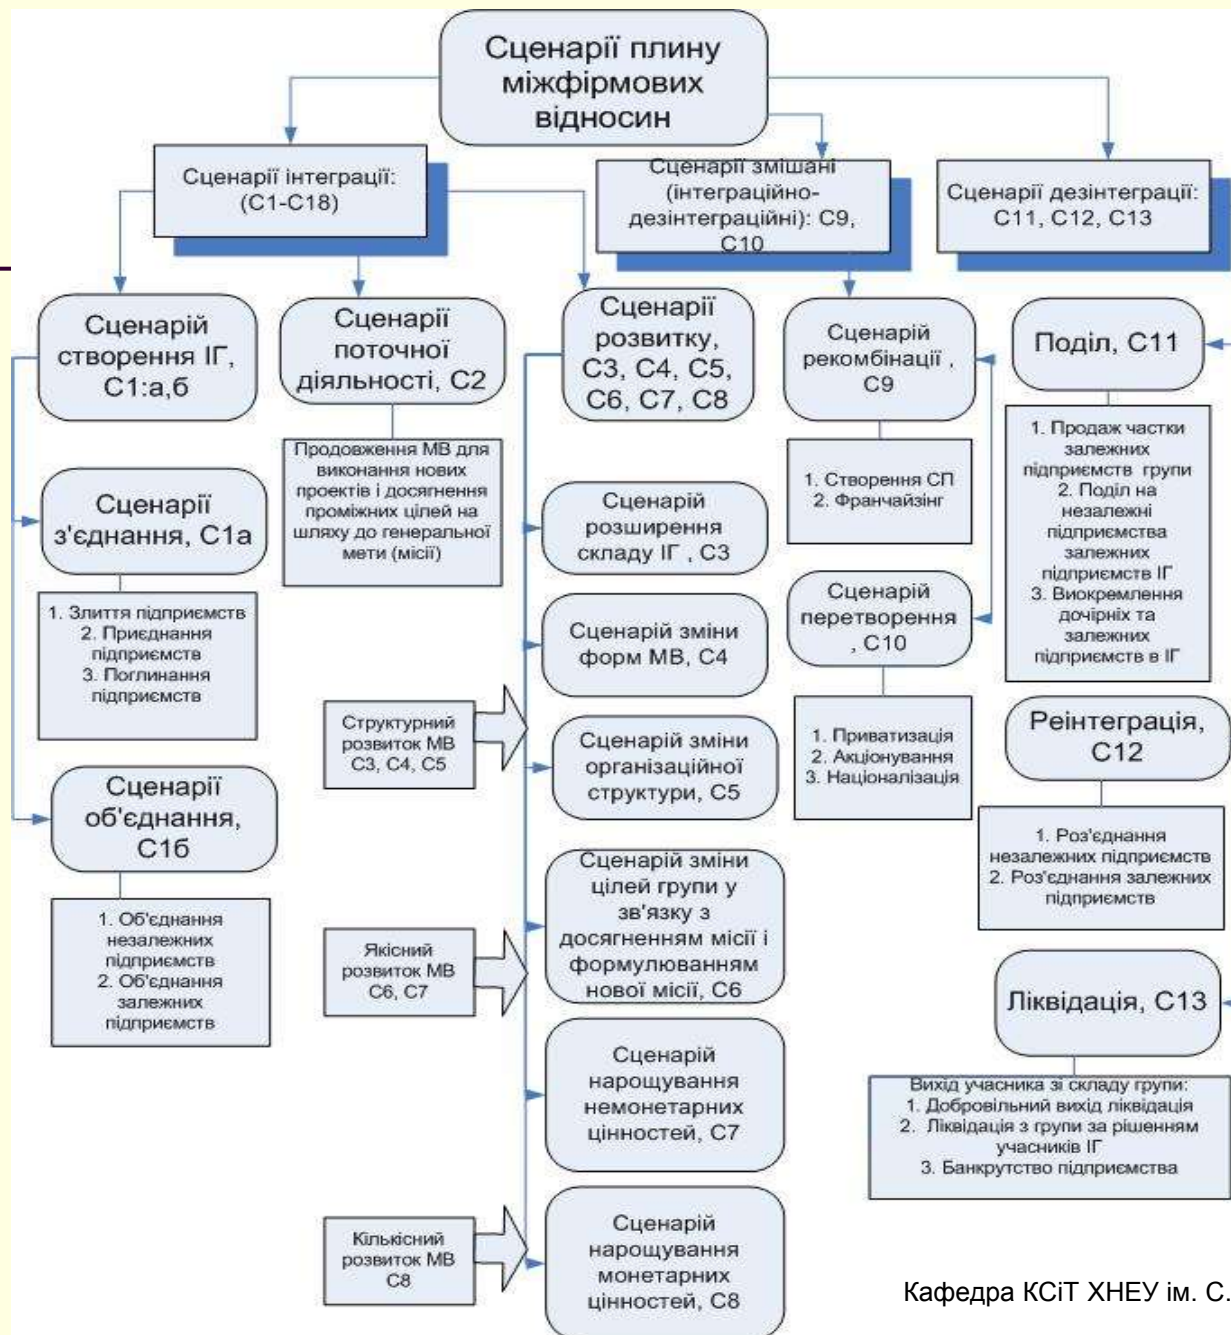 Сценарії плину
міжфірмових
відносин
Сценарії інтеграції:
(С1-С18)
Сценарії змішані
(інтеграційно-
дезінтеграційні): С9,
С10
Сценарії дезінтеграції:
С11, С12, С13
Сценарій
створення ІГ,
С1:а,б
Сценарії
поточної
діяльності, С2
Сценарії
розвитку,
С3, С4, С5,
С6, С7, С8
Сценарій
рекомбінації ,
С9
Поділ, С11
Продовження МВ для
виконання нових
проектів і досягнення
проміжних цілей на
шляху до генеральної
мети (місії)
1. Створення СП
2. Франчайзінг
1. Продаж частки
залежних
підприємств групи
2. Поділ на
незалежні
підприємства
залежних
підприємств ІГ
3. Виокремлення
дочірніх та
залежних
підприємств в ІГ
Сценарії
з'єднання, С1а
Сценарій
розширення
складу ІГ , С3
1. Злиття підприємств
2. Приєднання
підприємств
3. Поглинання
підприємств
Сценарій зміни
форм МВ, С4
Сценарій
перетворення
, С10
Структурний
розвиток МВ
С3, С4, С5
Сценарій зміни
організаційної
структури, С5
1. Приватизація
2. Акціонування
3. Націоналізація
Реінтеграція,
С12
Сценарії
об'єднання,
С1б
1. Роз'єднання
незалежних підприємств
2. Роз'єднання залежних
підприємств
1. Об'єднання
незалежних
підприємств
2. Об'єднання
залежних
підприємств
Якісний
розвиток МВ
С6, С7
Сценарій зміни
цілей групи у
зв'язку з
досягненням місії і
формулюванням
нової місії, С6
Ліквідація, С13
Сценарій
нарощування
немонетарних
цінностей, С7
Вихід учасника зі складу групи:
1. Добровільний вихід ліквідація
2. Ліквідація з групи за рішенням
учасників ІГ
3. Банкрутство підприємства
Кількісний
розвиток МВ
С8
Сценарій
нарощування
монетарних
цінностей, С8
Кафедра КСіТ ХНЕУ ім. С.